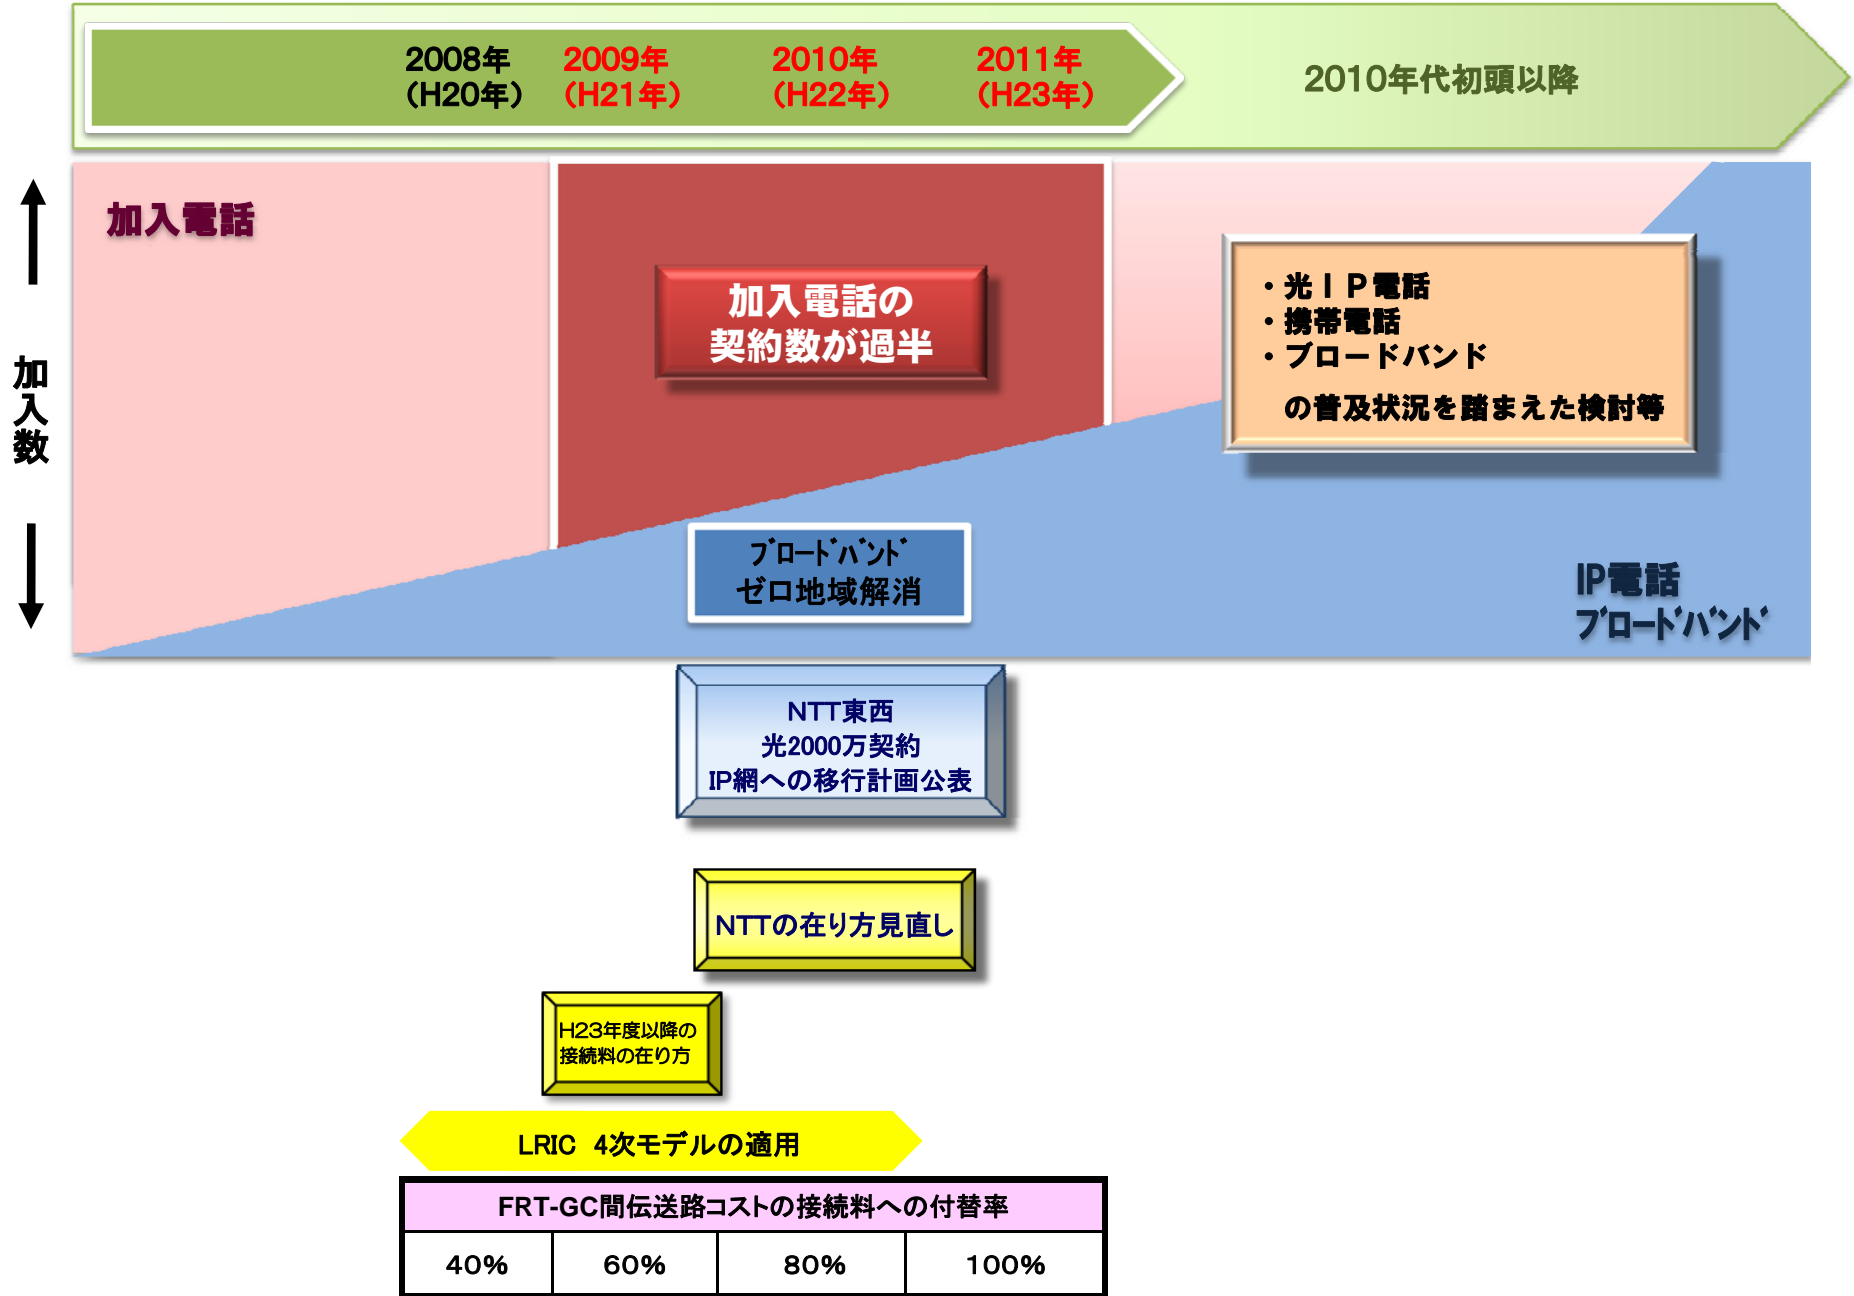 2008年 2009年 2010年 2011年
（H20年） （H21年） （H22年） （H23年）
2010年代初頭以降
加入数
加入電話
加入電話の
契約数が過半
・光ＩＰ電話
・携帯電話
・ブロードバンド
の普及状況を踏まえた検討等
ﾌﾞﾛｰﾄﾞﾊﾞﾝﾄﾞ
ゼロ地域解消
IP電話
ﾌﾞﾛｰﾄﾞﾊﾞﾝﾄﾞ
NTT東西
光2000万契約
IP網への移行計画公表
NTTの在り方見直し
H23年度以降の
接続料の在り方
LRIC 4次モデルの適用
FRT-GC間伝送路コストの接続料への付替率
40% 60% 80% 100%